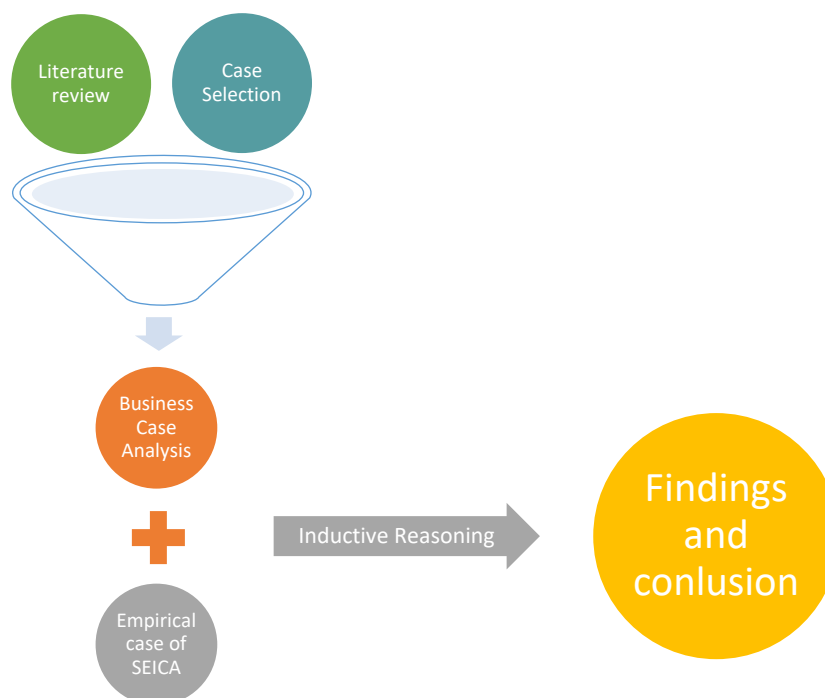 Literature
review
Case
Selection
Business
Case
Analysis
Inductive Reasoning
Findings
and
conlusion
Empirical
case of
SEICA